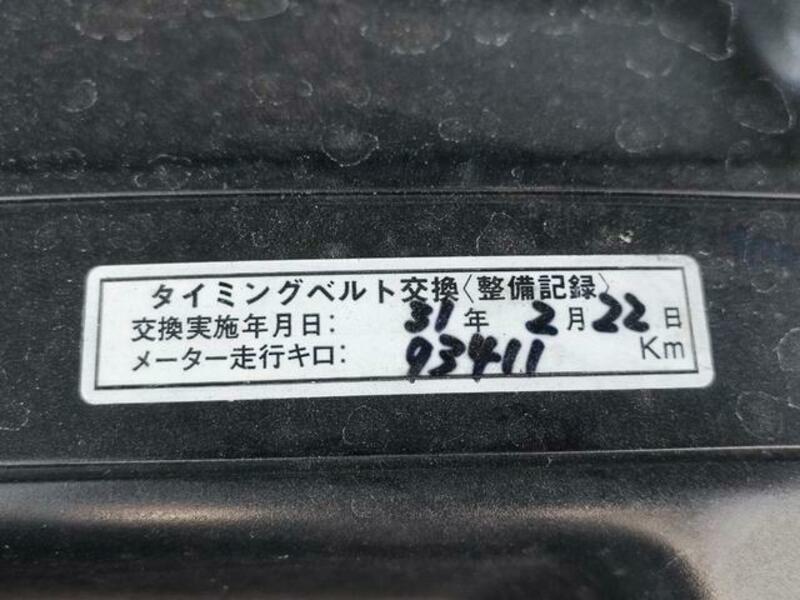 タイミングベルト交換〈整備記録〉
交換実施年月日: 31年 2月22日
メーター走行キロ: 93411 Km